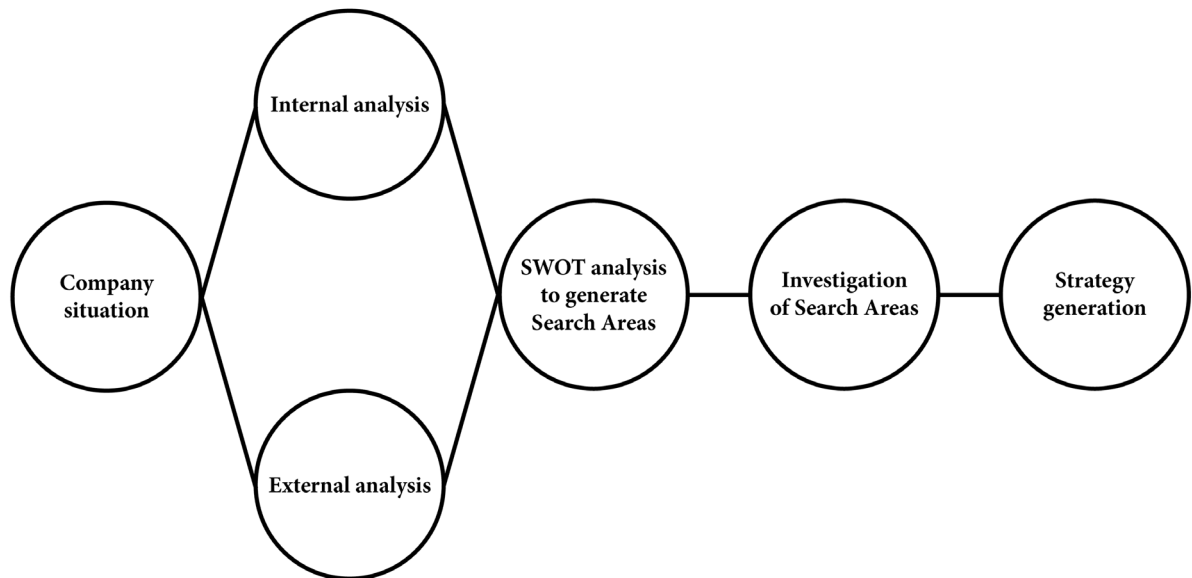 Internal analysis
Company
situation
External analysis
SWOT analysis
to generate
Search Areas
Investigation
of Search Areas
Strategy
generation